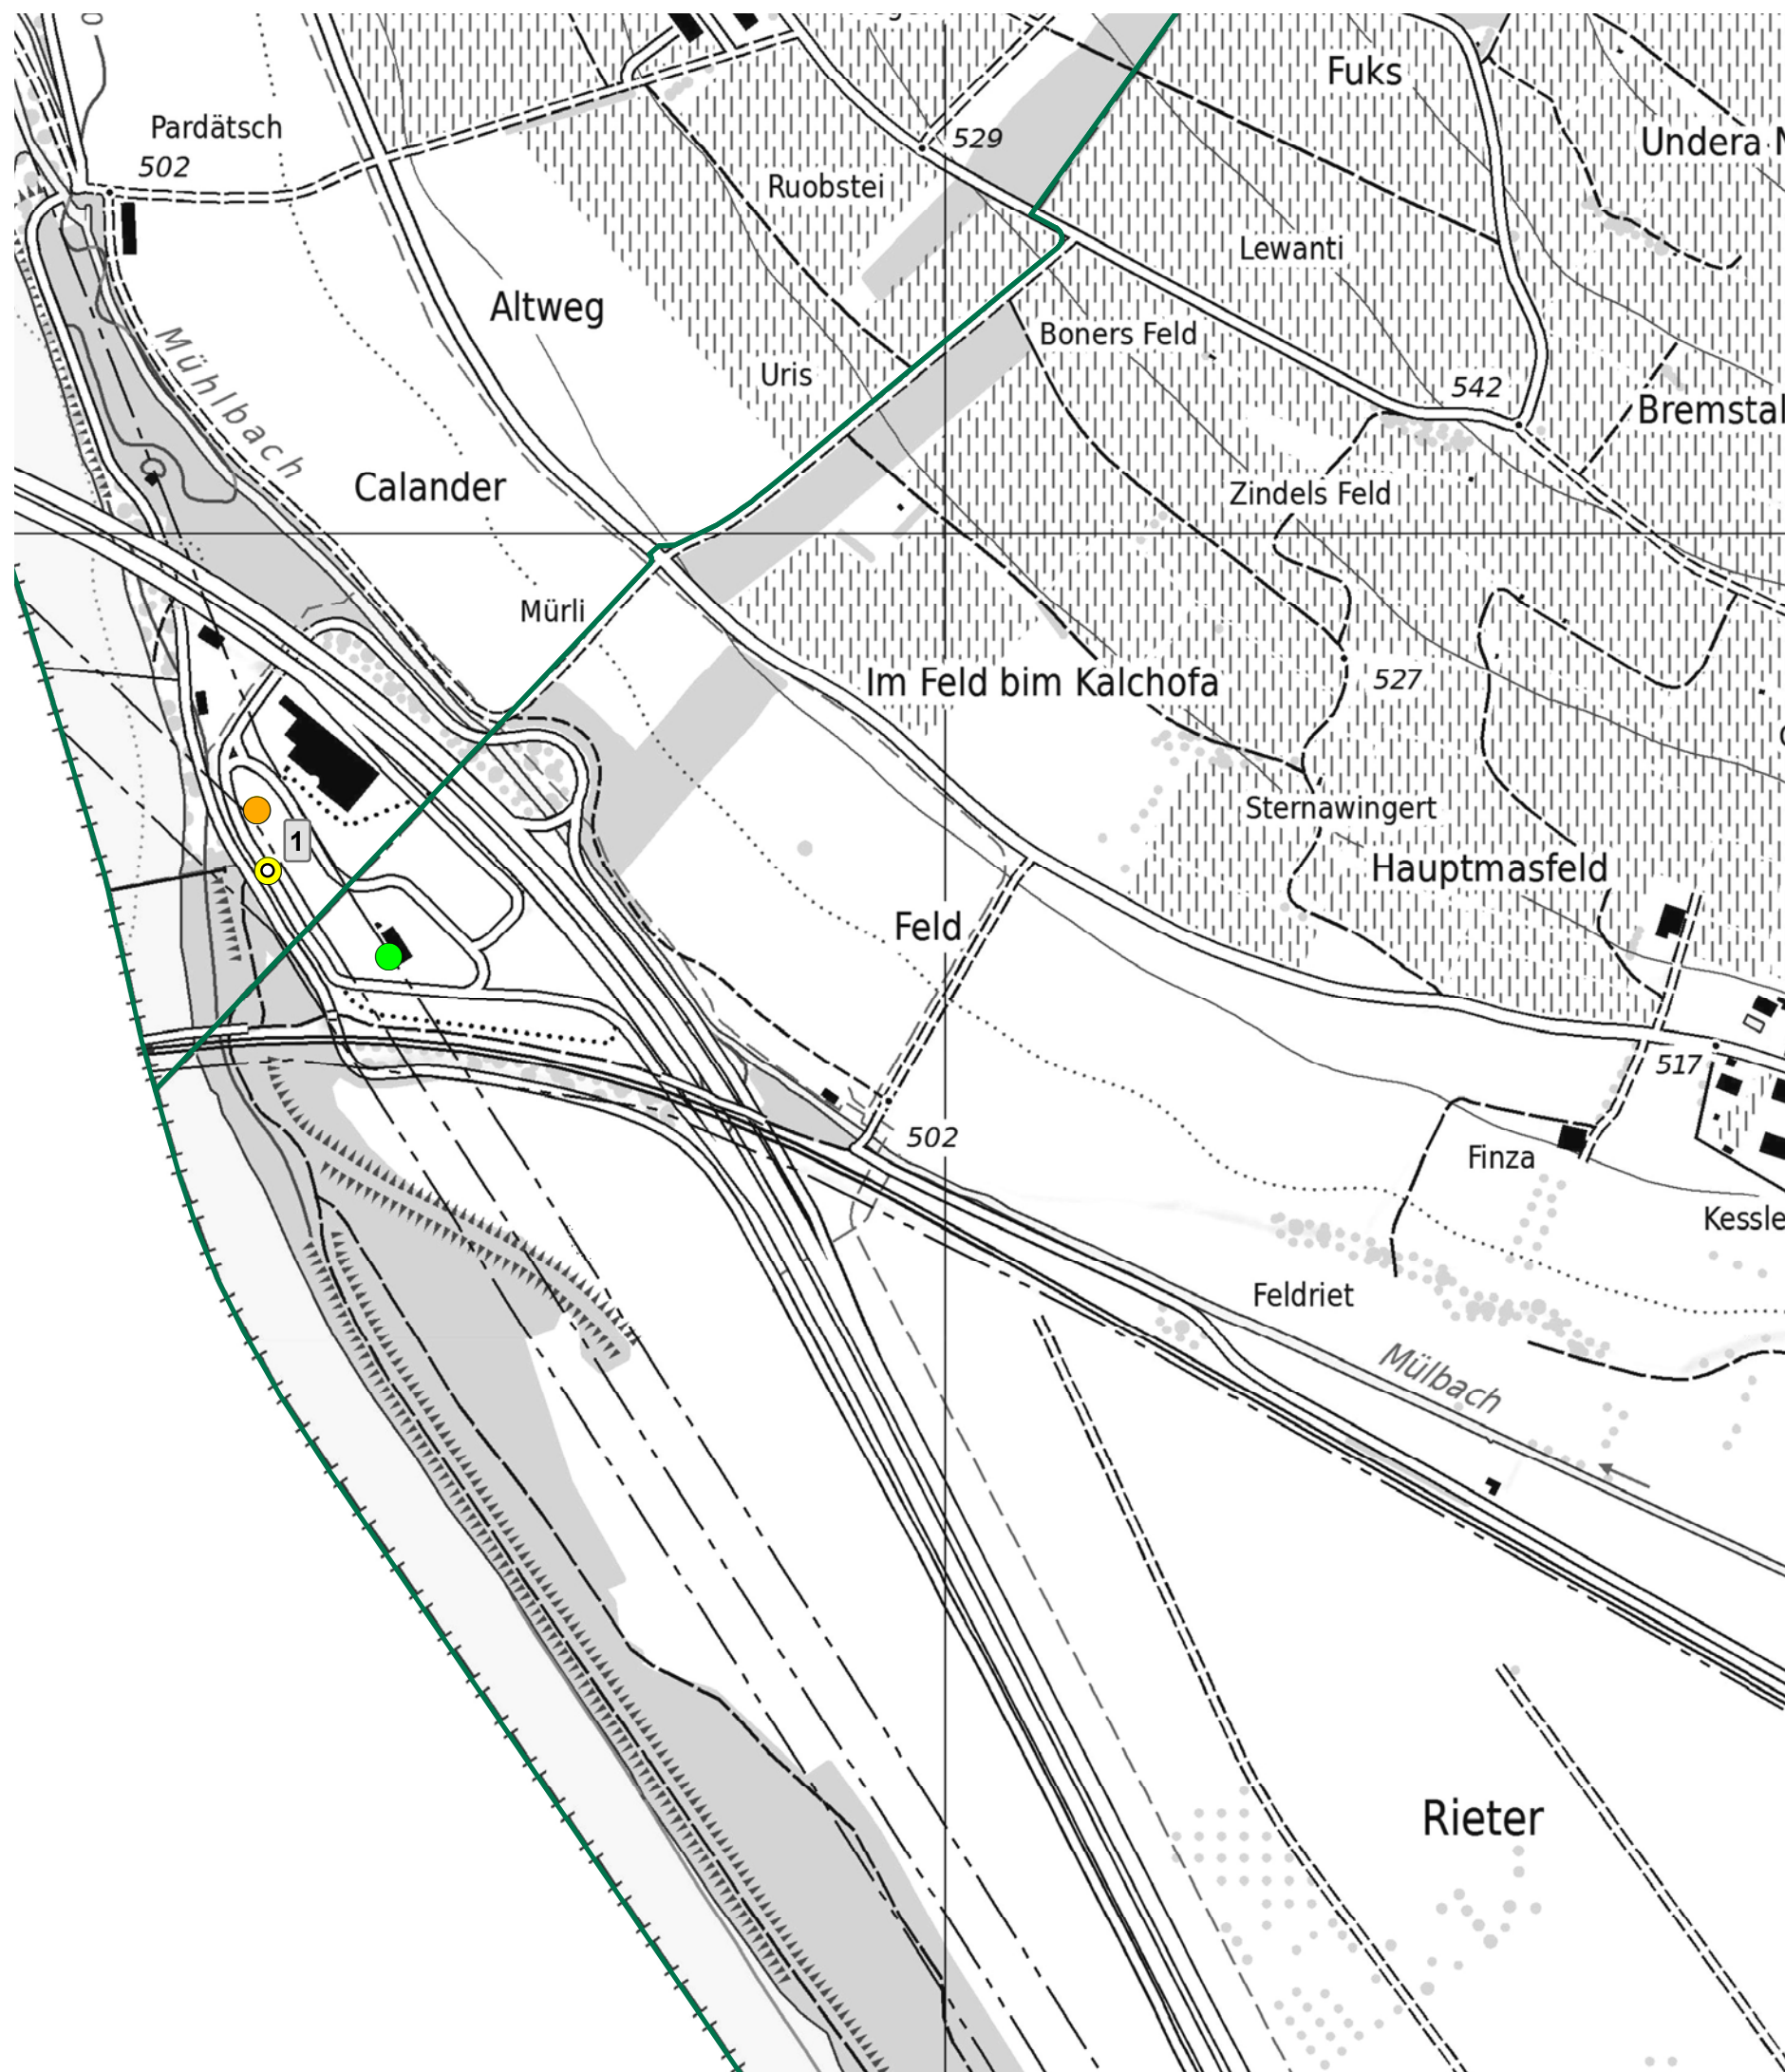 Fuks
Pardätsch
529
Undera
502
Ruobstei
Lewanti
Altweg
Boners Feld
Mühlbach
Uris
542
Bremstal
Calander
Zindels Feld
Mürli
Im Feld bim Kalchofa
527
Sternawingert
1
Hauptmasfeld
Feld
517
502
Finza
Kessle
Feldriet
Mülbach
Rieter